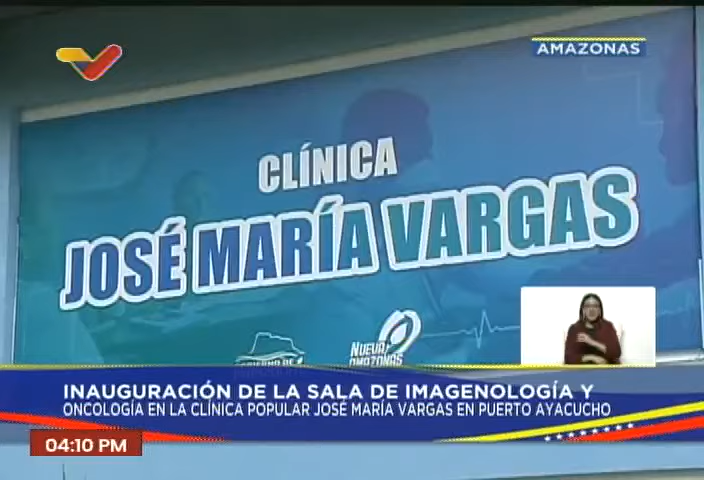 AMAZONAS
CLÍNICA
JOSÉ MARÍA VARGAS
NUEVA
AMAZONAS
INAUGURACIÓN DE LA SALA DE IMAGENOLOGÍA Y
ONCOLOGÍA EN LA CLÍNICA POPULAR JOSÉ MARÍA VARGAS EN PUERTO AYACUCHO
04:10 PM